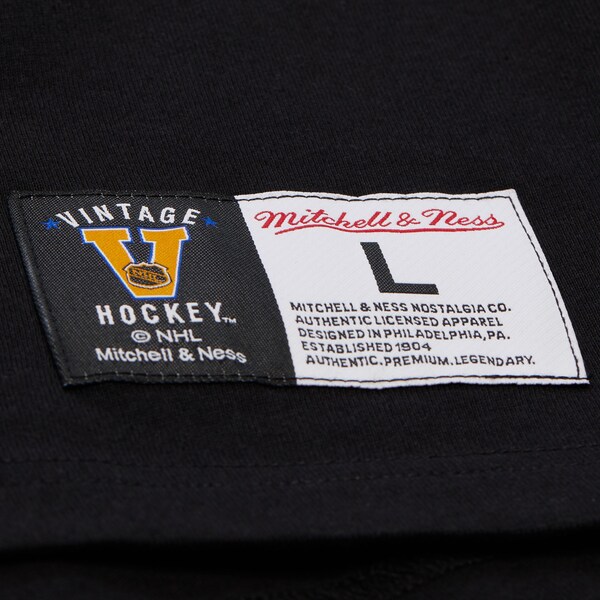 VINTAGE
V
NHL
HOCKEY™
© NHL
Mitchell & Ness
Mitchell & Ness
L
MITCHELL & NESS NOSTALGIA CO.
AUTHENTIC LICENSED APPAREL
DESIGNED IN PHILADELPHIA, PA.
ESTABLISHED 1904
AUTHENTIC. PREMIUM. LEGENDARY.